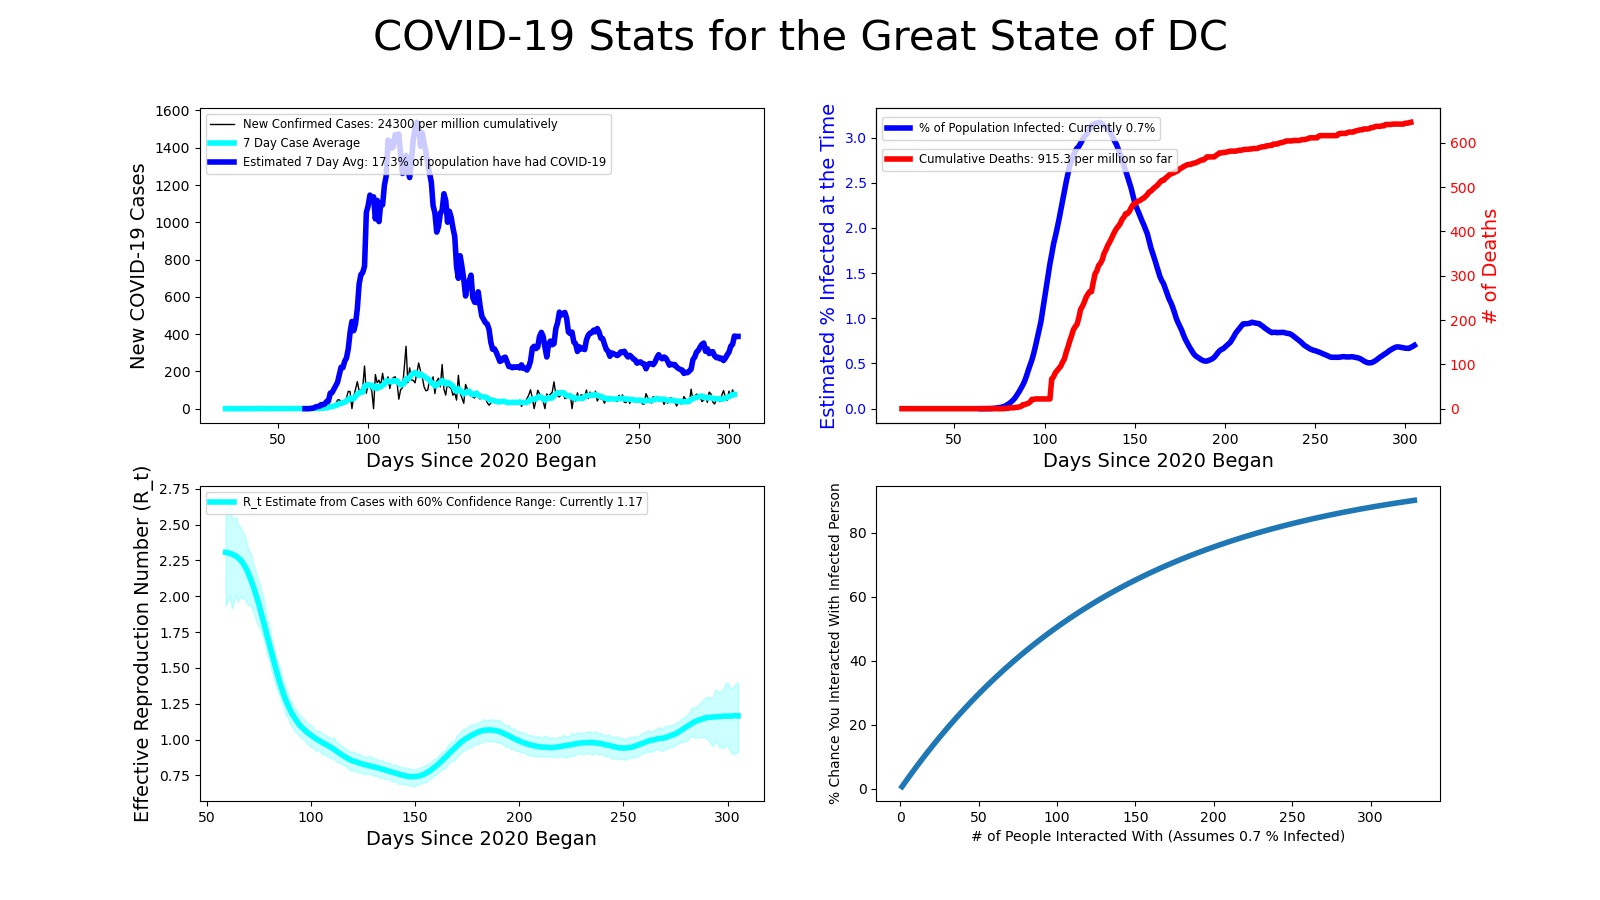 COVID-19 Stats for the Great State of DC
New COVID-19 Cases
1600
1400
1200
1000
800
600
400
200
0
New Confirmed Cases: 24300 per million cumulatively
7 Day Case Average
Estimated 7 Day Avg: 17.3% of population have had COVID-19
50 100 150 200 250 300
Days Since 2020 Began
Estimated % Infected at the Time
3.0
2.5
2.0
1.5
1.0
0.5
0.0
% of Population Infected: Currently 0.7%
Cumulative Deaths: 915.3 per million so far
600
500
400
300
200
100
0
# of Deaths
50 100 150 200 250 300
Days Since 2020 Began
Effective Reproduction Number (R_t)
2.75
2.50
2.25
2.00
1.75
1.50
1.25
1.00
0.75
R_t Estimate from Cases with 60% Confidence Range: Currently 1.17
50 100 150 200 250 300
Days Since 2020 Began
% Chance You Interacted With Infected Person
80
60
40
20
0
0 50 100 150 200 250 300
# of People Interacted With (Assumes 0.7 % Infected)